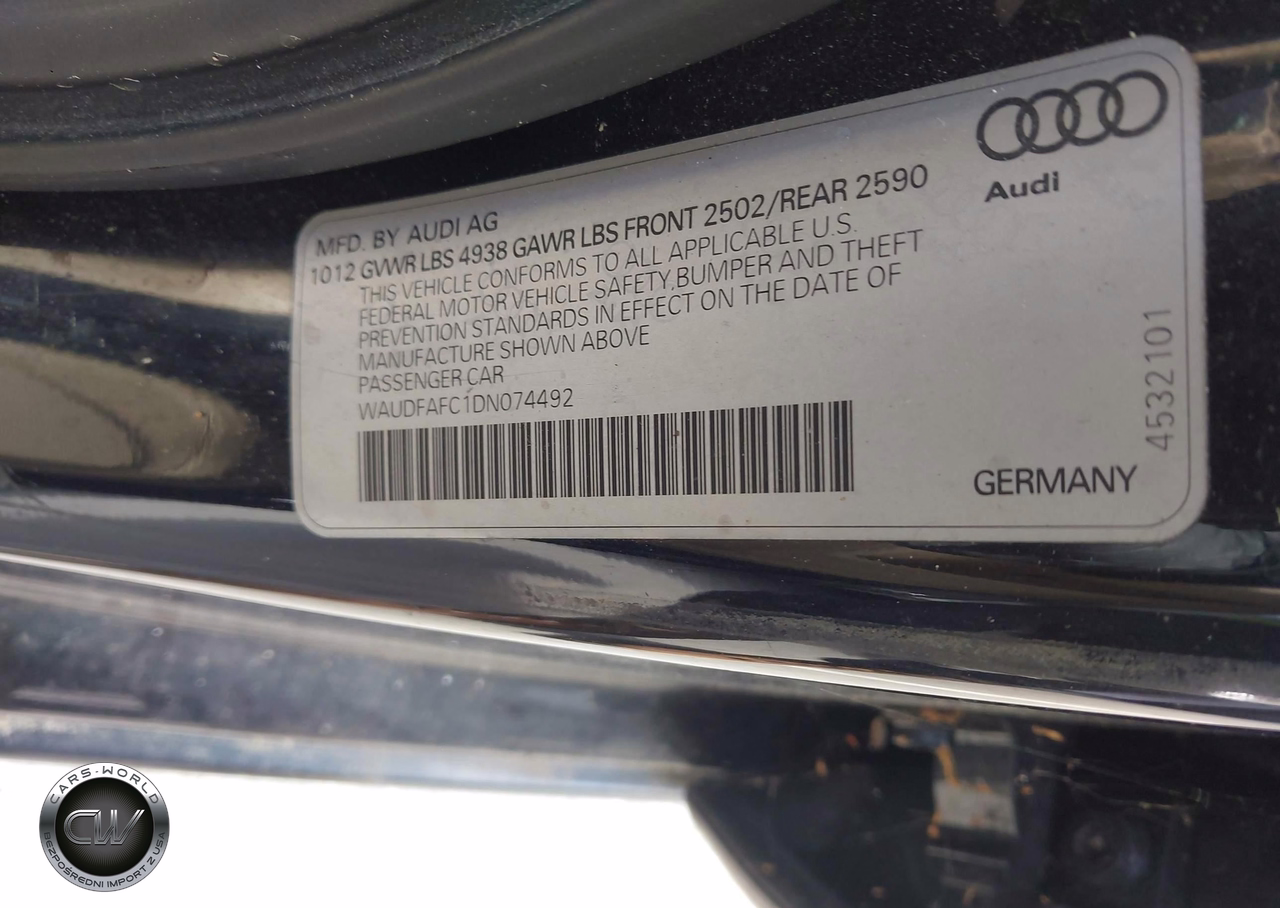 Audi
MFD. BY AUDI AG
1012 GVWR LBS 4938 GAWR LBS FRONT 2502/REAR 2590
THIS VEHICLE CONFORMS TO ALL APPLICABLE U.S.
FEDERAL MOTOR VEHICLE SAFETY,BUMPER AND THEFT
PREVENTION STANDARDS IN EFFECT ON THE DATE OF
MANUFACTURE SHOWN ABOVE
PASSENGER CAR
WAUDFAFC1DN074492
GERMANY
4532101
CARS-WORLD
CW
BEZPOŚREDNI IMPORT Z USA